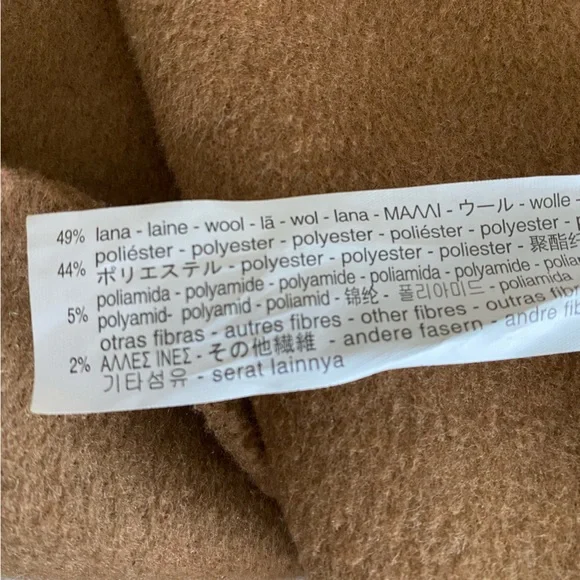 49% lana - laine - wool - lã - wol - lana - ΜΑΛΛΙ - ウール - wolle -
poliéster - polyester - polyester - poliéster - polyester -
44% ポリエステル - polyester - polyester - poliester - 聚酯纤
poliamida - polyamide - polyamide - poliamida - polyamide -
5% polyamid- polyamid - poliamid - 锦纶 - 폴리아미드 - poliamida
otras fibras - autres fibres - other fibres - outras fibr
2% ΑΛΛΕΣ ΙΝΕΣ - その他繊維 - andere fasern - andre fib
기타섬유 - serat lainnya